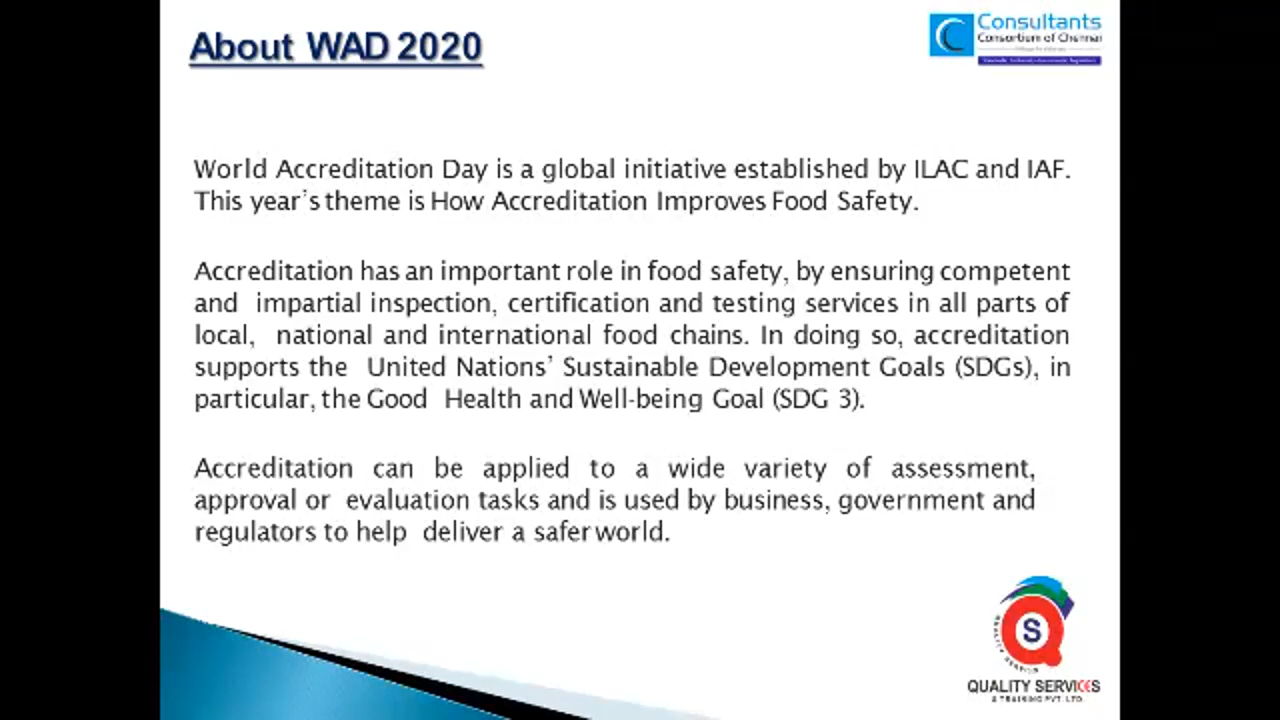 About WAD 2020
Consultants
Consortium of Chennai
World Accreditation Day is a global initiative established by ILAC and IAF.
This year's theme is How Accreditation Improves Food Safety.
Accreditation has an important role in food safety, by ensuring competent
and impartial inspection, certification and testing services in all parts of
local, national and international food chains. In doing so, accreditation
supports the United Nations' Sustainable Development Goals (SDGs), in
particular, the Good Health and Well-being Goal (SDG 3).
Accreditation can be applied to a wide variety of assessment,
approval or evaluation tasks and is used by business, government and
regulators to help deliver a safer world.
S
QUALITY SERVICES
& TRAINING PVT. LTD.